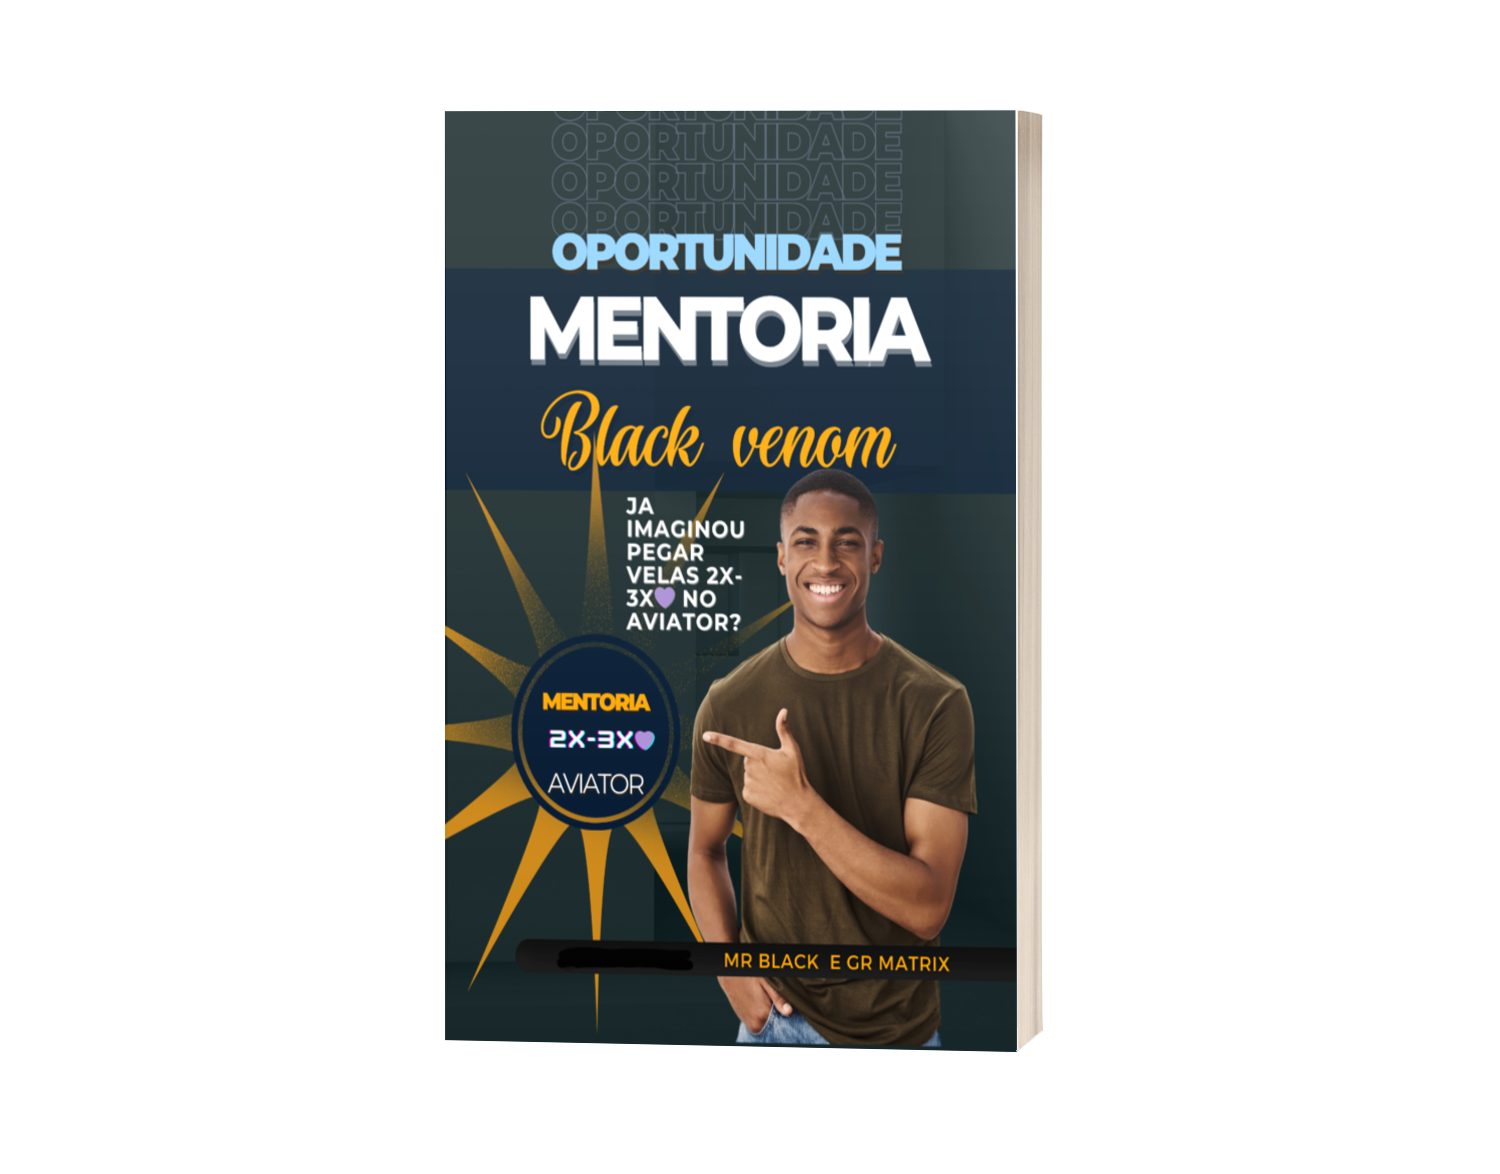 OPORTUNIDADE
OPORTUNIDADE
OPORTUNIDADE
OPORTUNIDADE
OPORTUNIDADE
MENTORIA
Black venom
JA
IMAGINOU
PEGAR
VELAS 2X-
3X💜 NO
AVIATOR?
MENTORIA
2X-3X💜
AVIATOR
MR BLACK E GR MATRIX